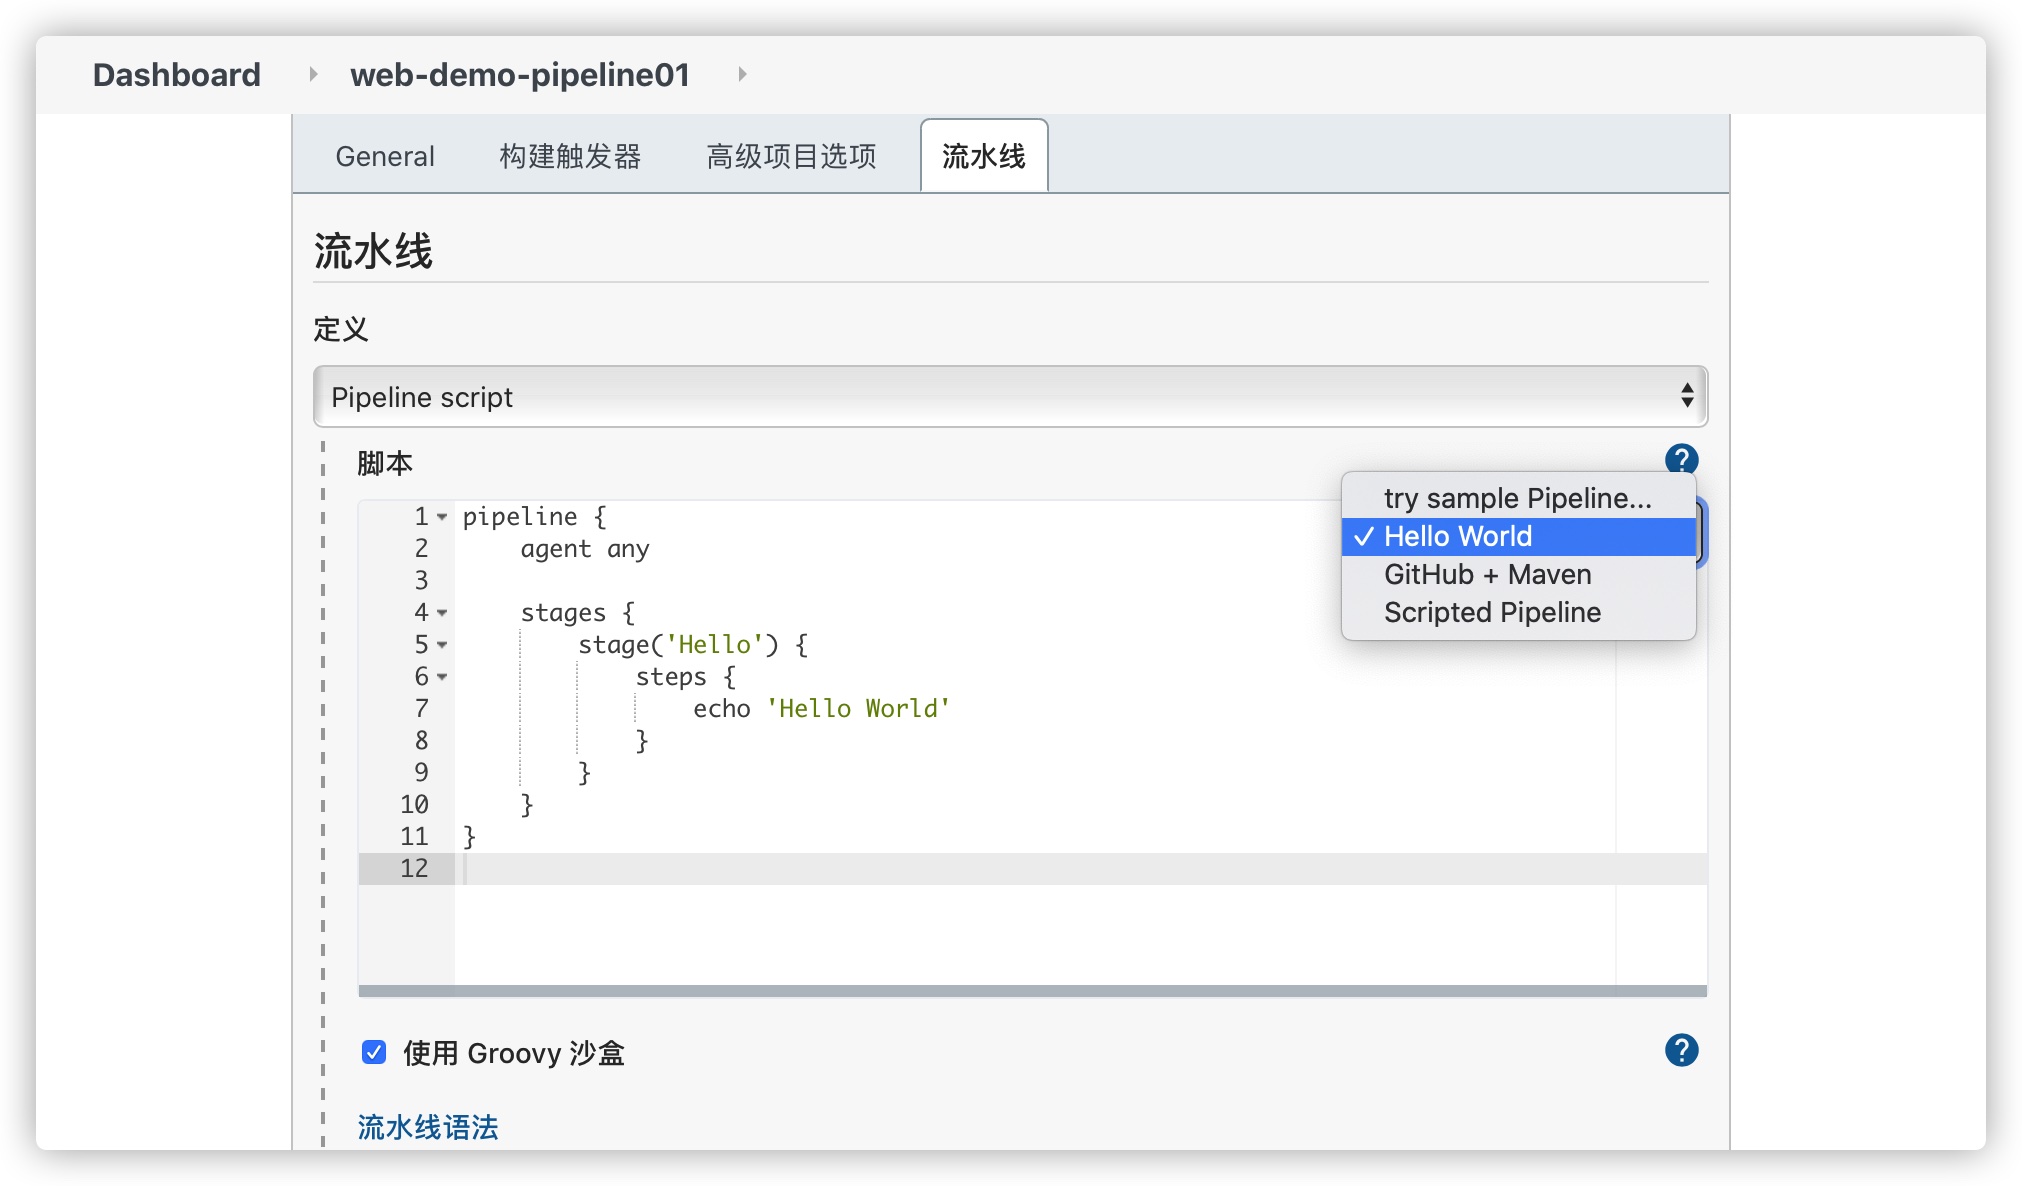 Dashboard web-demo-pipeline01
General 构建触发器 高级项目选项 流水线
流水线
定义
Pipeline script
脚本
?
try sample Pipeline...
✓ Hello World
GitHub + Maven
Scripted Pipeline
1 pipeline {
2     agent any
3
4     stages {
5         stage('Hello') {
6             steps {
7                 echo 'Hello World'
8             }
9         }
10     }
11 }
12
使用 Groovy 沙盒
?
流水线语法